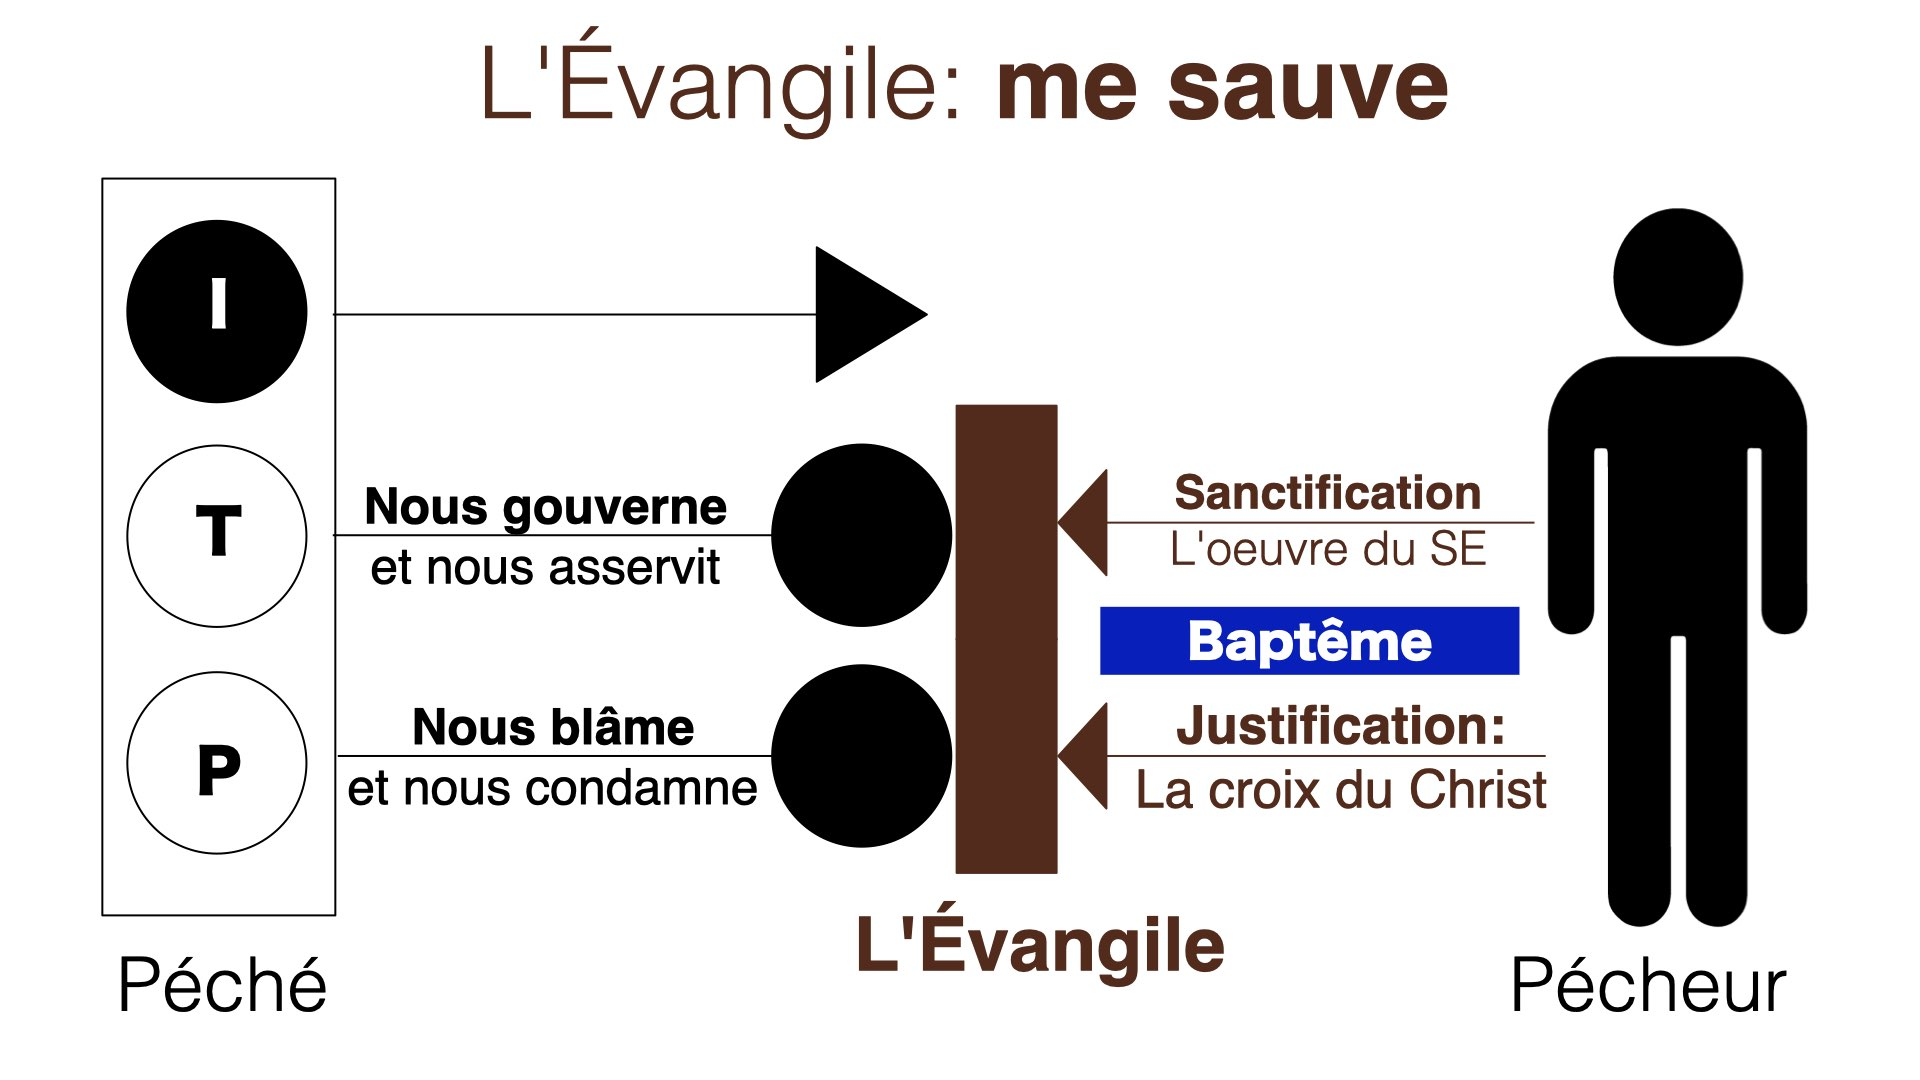 L'Évangile: me sauve
I
T
P
Nous gouverne
et nous asservit
Nous blâme
et nous condamne
Sanctification
L'oeuvre du SE
Baptême
Justification:
La croix du Christ
L'Évangile
Péché
Pécheur